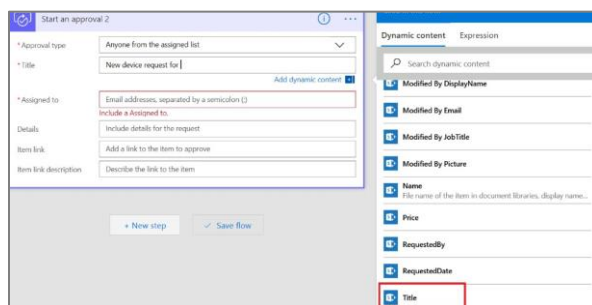 Start an approval 2
* Approval type
Anyone from the assigned list
* Title
New device request for
Add dynamic content
* Assigned to
Email addresses, separated by a semicolon (;)
Include a Assigned to.
Details
Include details for the request
Item link
Add a link to the item to approve
Item link description
Describe the link to the item
+ New step
Save flow
Dynamic content Expression
Search dynamic content
Modified By DisplayName
Modified By Email
Modified By JobTitle
Modified By Picture
Name
File name of the item in document libraries, display name...
Price
RequestedBy
RequestedDate
Title